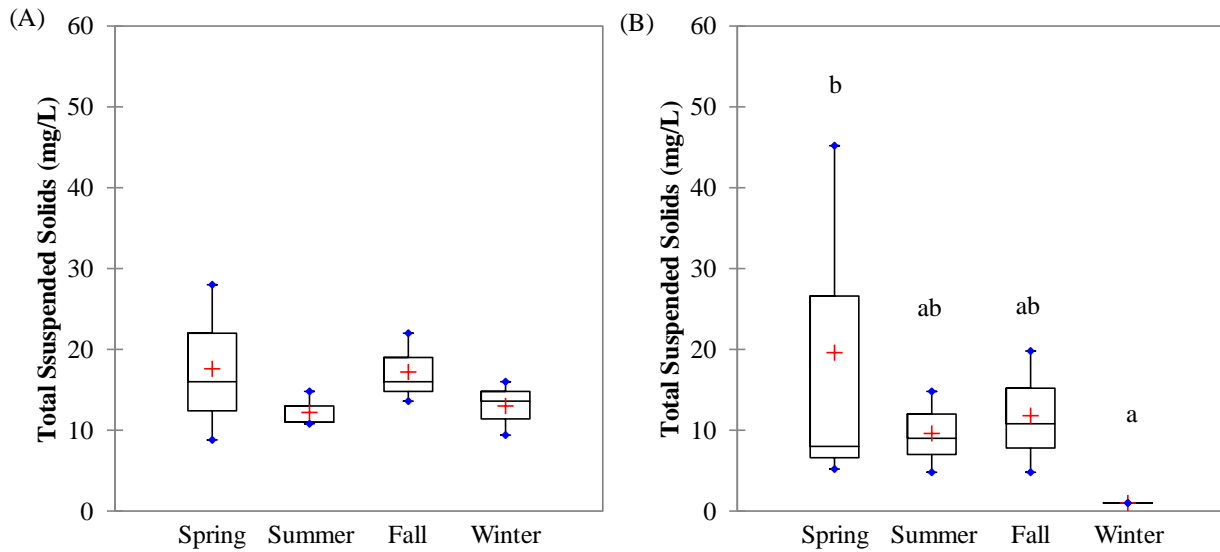 (A)
Total Ssuspended Solids (mg/L)
60
50
40
30
20
10
0
Spring Summer Fall Winter
(B)
Total Suspended Solids (mg/L)
60
50
40
30
20
10
0
b
ab
ab
a
Spring Summer Fall Winter